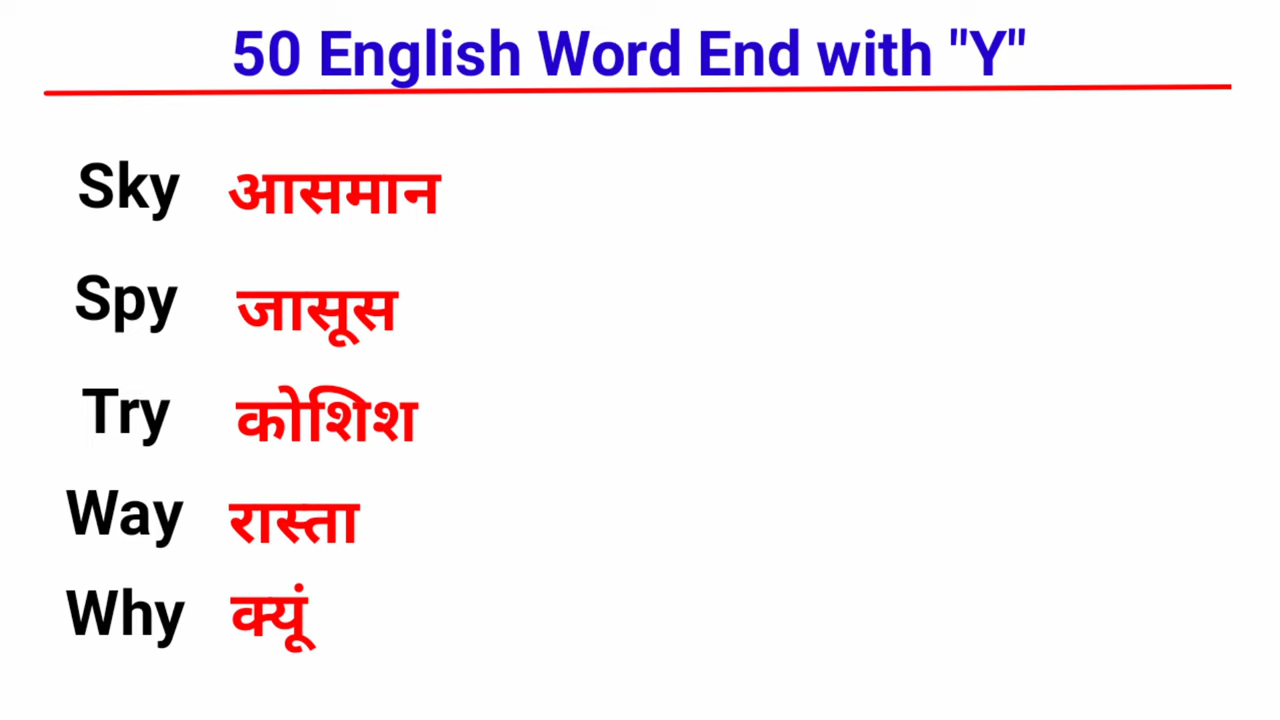 50 English Word End with "Y"
Sky आसमान
Spy जासूस
Try कोशिश
Way रास्ता
Why क्यूं